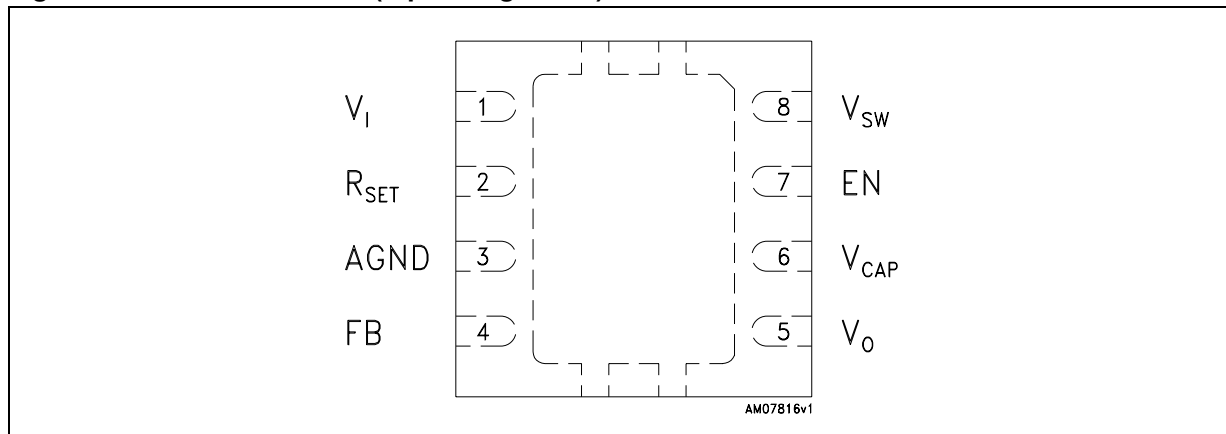 V_I 1 8 V_SW
R_SET 2 7 EN
AGND 3 6 V_CAP
FB 4 5 V_O
AM07816v1